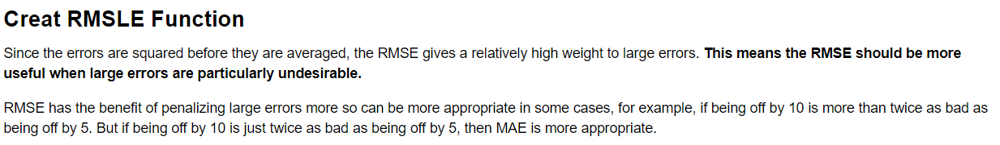 Creat RMSLE Function
Since the errors are squared before they are averaged, the RMSE gives a relatively high weight to large errors. This means the RMSE should be more
useful when large errors are particularly undesirable.
RMSE has the benefit of penalizing large errors more so can be more appropriate in some cases, for example, if being off by 10 is more than twice as bad as
being off by 5. But if being off by 10 is just twice as bad as being off by 5, then MAE is more appropriate.